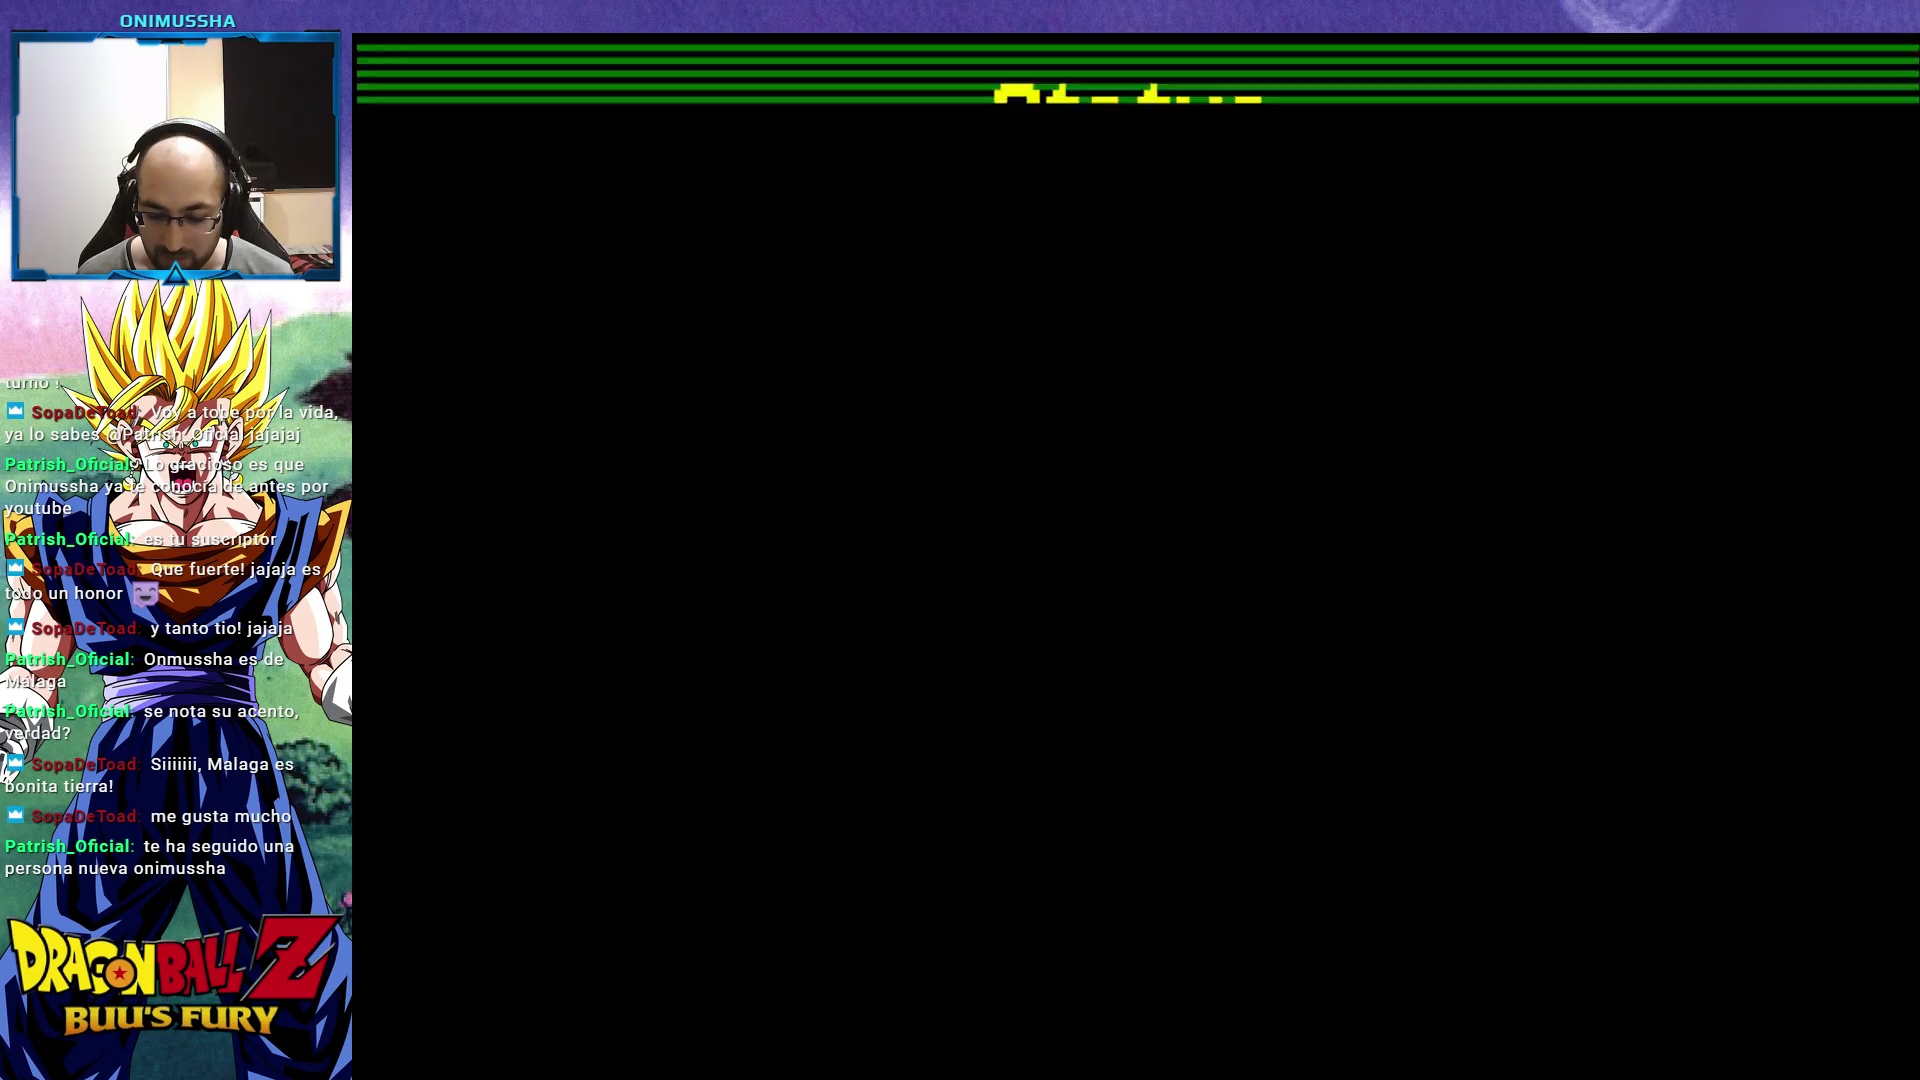 ONIMUSSHA
turno !
SopaDeToad: Voy a tope por la vida,
ya lo sabes @Patrish_Oficial jajajaj
Patrish_Oficial: Lo gracioso es que
Onimussha ya te conocía de antes por
youtube
Patrish_Oficial: es tu suscriptor
SopaDeToad: Que fuerte! jajaja es
todo un honor
SopaDeToad: y tanto tio! jajaja
Patrish_Oficial: Onmussha es de
Málaga
Patrish_Oficial: se nota su acento,
verdad?
SopaDeToad: Siiiiiii, Malaga es
bonita tierra!
SopaDeToad: me gusta mucho
Patrish_Oficial: te ha seguido una
persona nueva onimussha
DRAGON BALL Z
BUU'S FURY